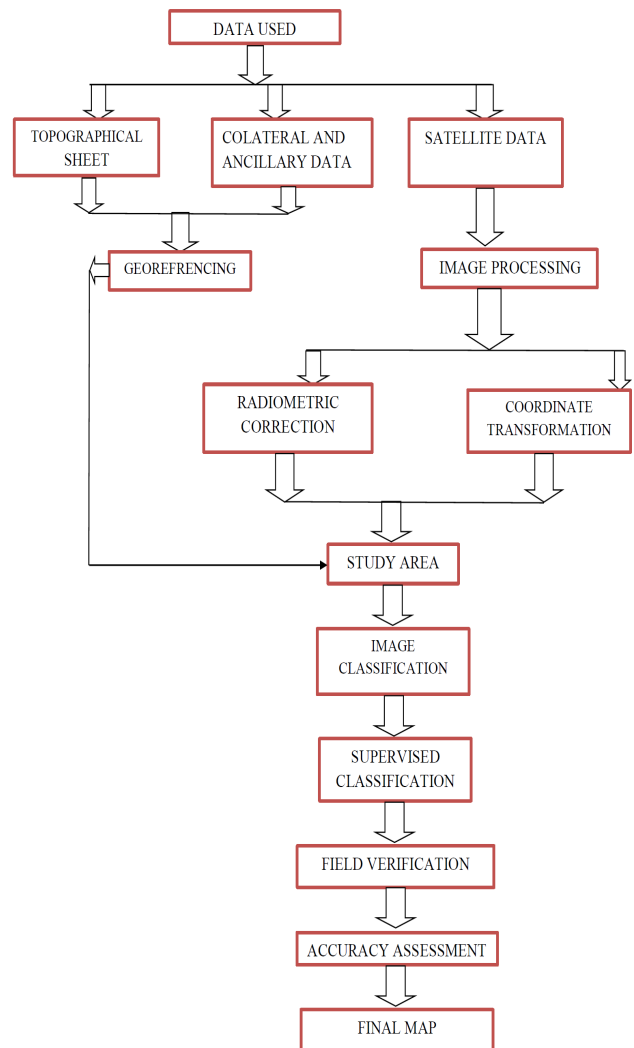 DATA USED
TOPOGRAPHICAL
SHEET
COLATERAL AND
ANCILLARY DATA
SATELLITE DATA
GEOREFRENCING
IMAGE PROCESSING
RADIOMETRIC
CORRECTION
COORDINATE
TRANSFORMATION
STUDY AREA
IMAGE
CLASSIFICATION
SUPERVISED
CLASSIFICATION
FIELD VERIFICATION
ACCURACY ASSESSMENT
FINAL MAP